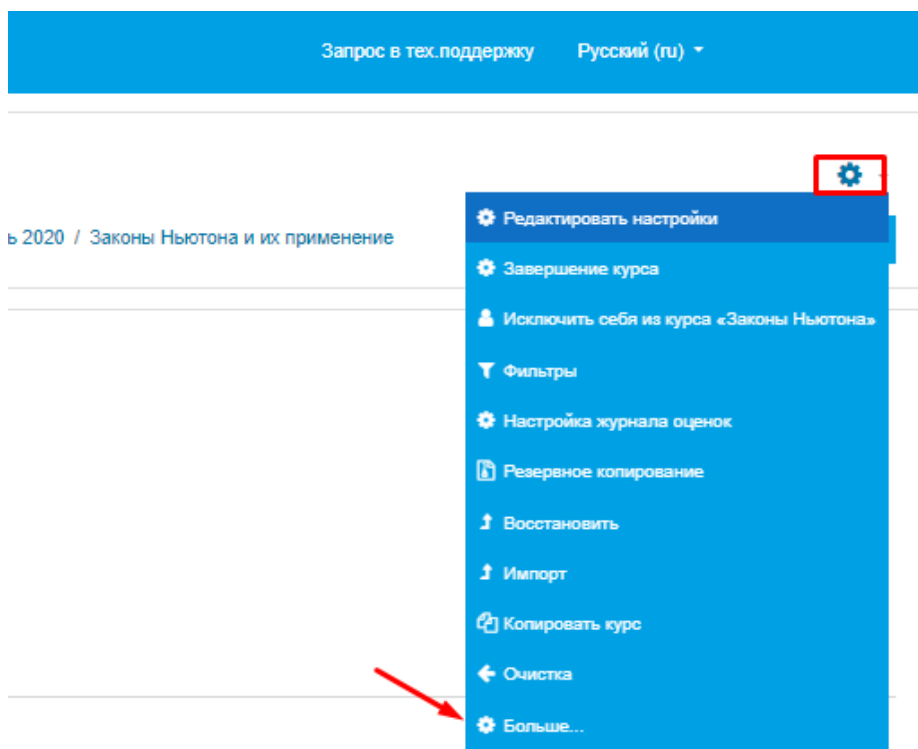 Запрос в тех.поддержку Русский (ru)
ь 2020 / Законы Ньютона и их применение
Редактировать настройки
Завершение курса
Исключить себя из курса «Законы Ньютона»
Фильтры
Настройка журнала оценок
Резервное копирование
Восстановить
Импорт
Копировать курс
Очистка
Больше...